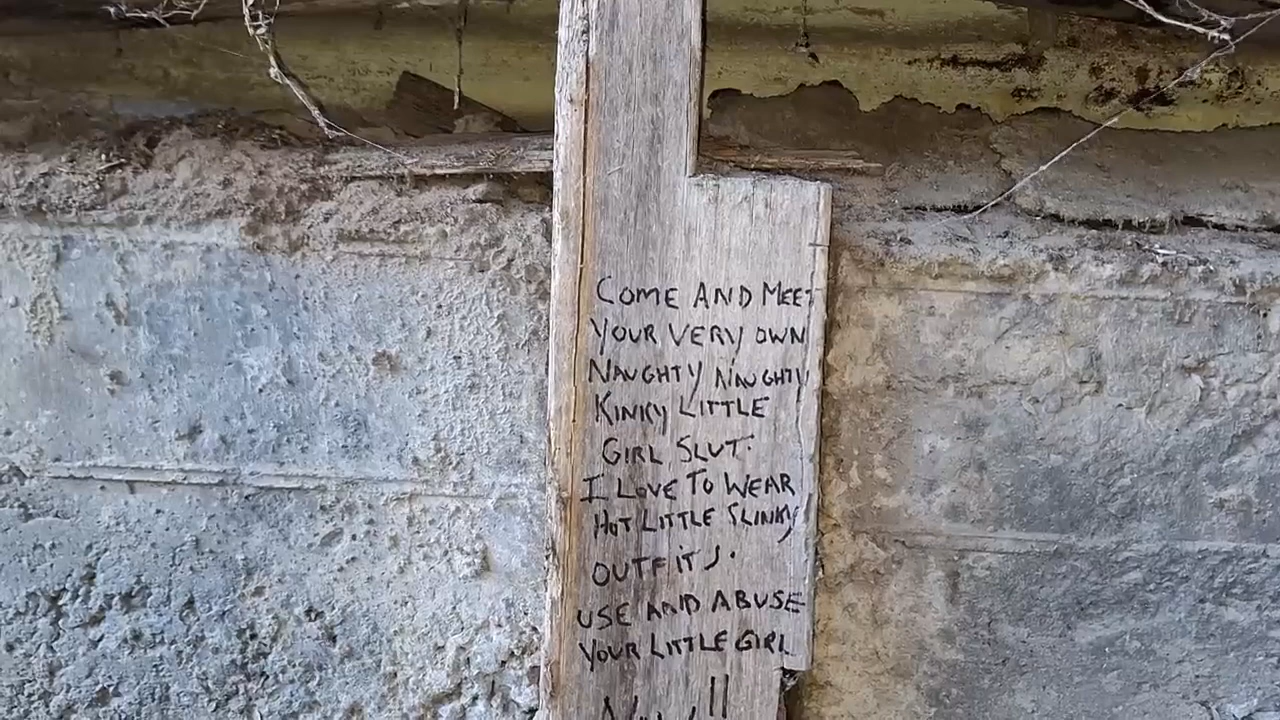 COME AND MEET
YOUR VERY OWN
NAUGHTY NAUGHTY
KINKY LITTLE
GIRL SLUT.
I LOVE TO WEAR
HOT LITTLE SLINKY
OUTFITS.
USE AND ABUSE
YOUR LITTLE GIRL